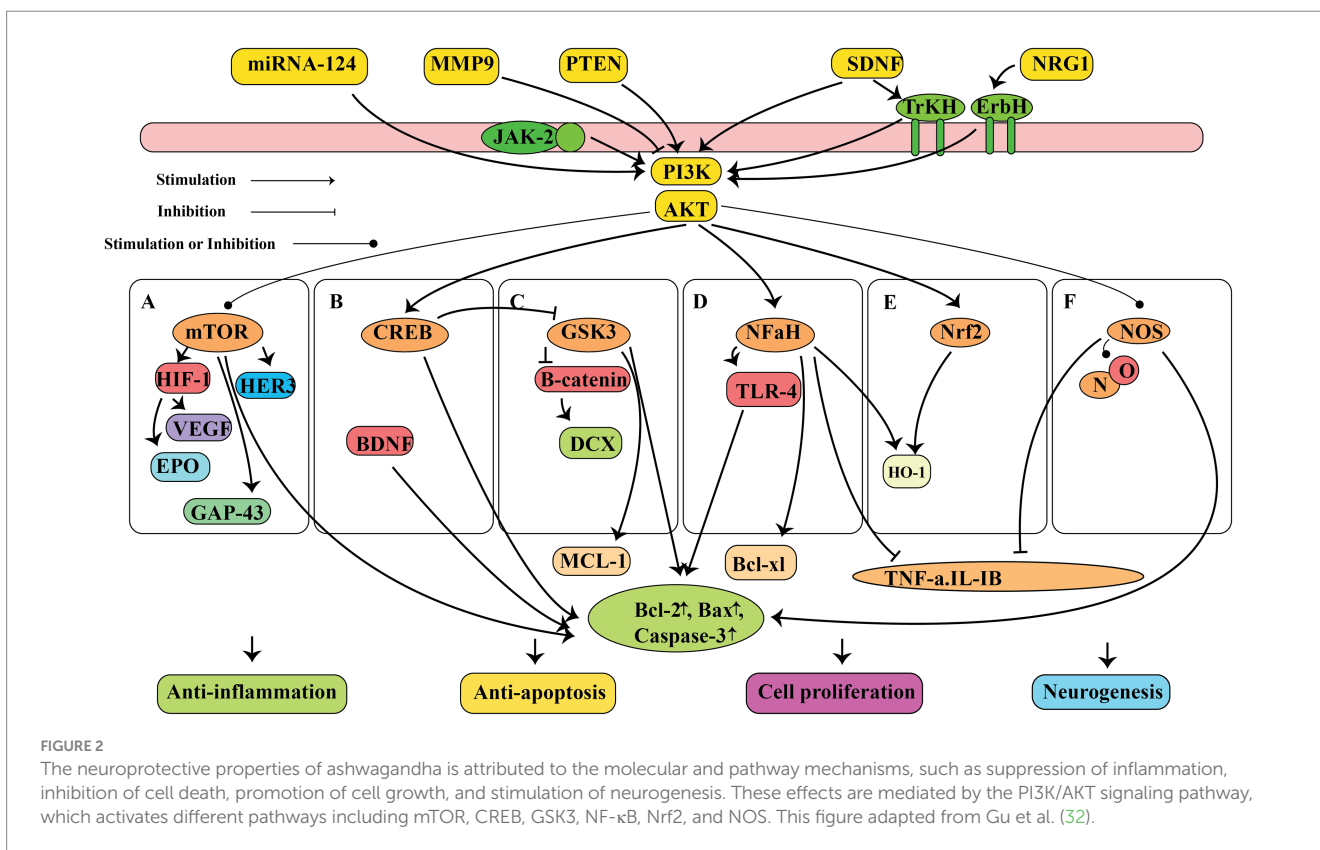 miRNA-124
MMP9
PTEN
SDNF
NRG1
TrKH
ErbH
JAK-2
PI3K
Stimulation
AKT
Inhibition
Stimulation or Inhibition
A
B
C
D
E
F
mTOR
CREB
GSK3
NFaH
Nrf2
NOS
HIF-1
HER3
B-catenin
TLR-4
N
O
VEGF
BDNF
DCX
EPO
HO-1
GAP-43
MCL-1
Bcl-xl
TNF-a.IL-IB
Bcl-2↑, Bax↑,
Caspase-3↑
Anti-inflammation
Anti-apoptosis
Cell proliferation
Neurogenesis
FIGURE 2
The neuroprotective properties of ashwagandha is attributed to the molecular and pathway mechanisms, such as suppression of inflammation,
inhibition of cell death, promotion of cell growth, and stimulation of neurogenesis. These effects are mediated by the PI3K/AKT signaling pathway,
which activates different pathways including mTOR, CREB, GSK3, NF-κB, Nrf2, and NOS. This figure adapted from Gu et al. (32).